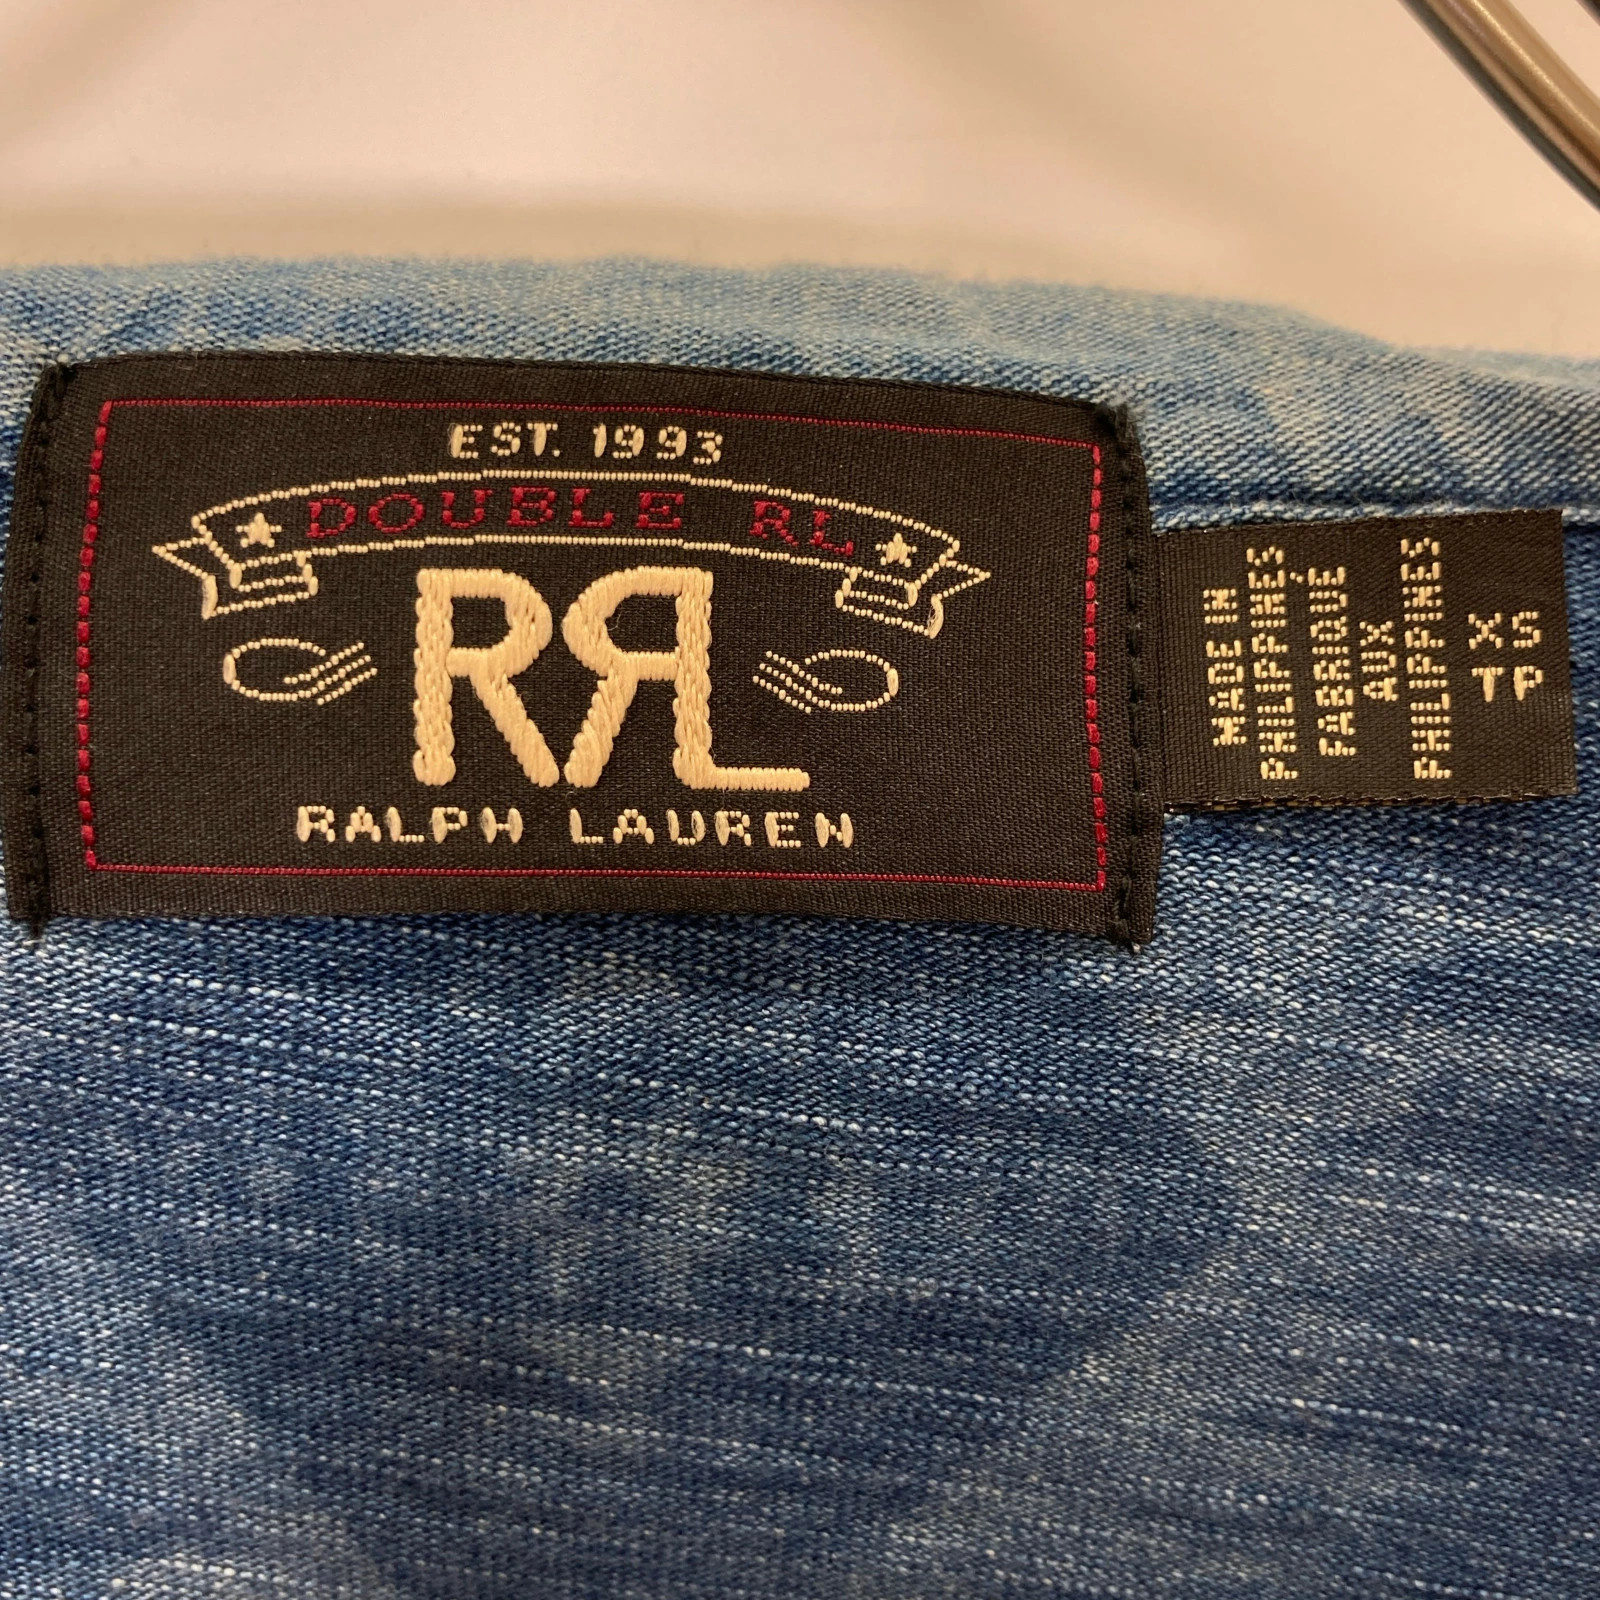 EST. 1993
DOUBLE RL
RRL
RALPH LAUREN
MADE IN
PHILIPPINES
FABRIQUÉ
AUX
PHILIPPINES
XS
TP